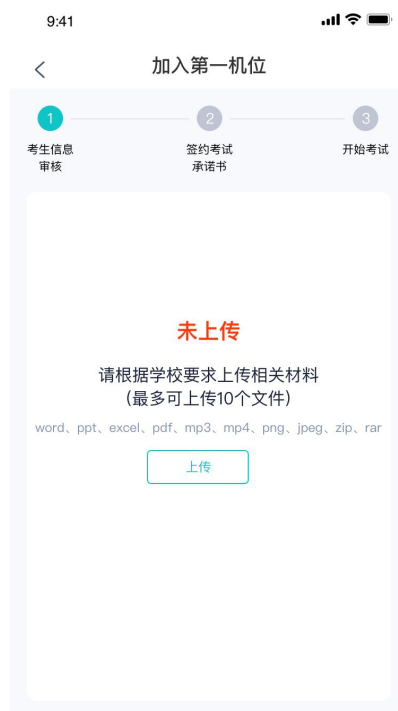 9:41
加入第一机位
1
2
3
考生信息
审核
签约考试
承诺书
开始考试
未上传
请根据学校要求上传相关材料
（最多可上传10个文件）
word、ppt、excel、pdf、mp3、mp4、png、jpeg、zip、rar
上传